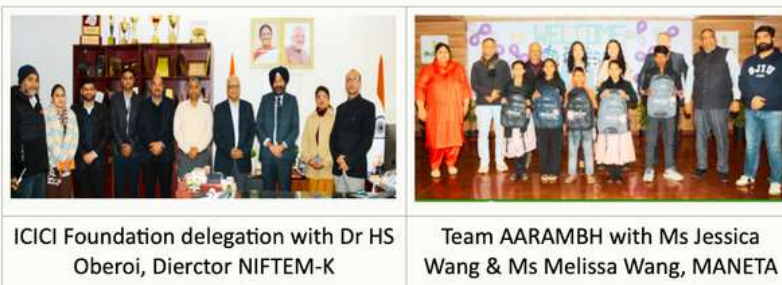 WELCOME
ICICI Foundation delegation with Dr HS
Oberoi, Dierctor NIFTEM-K
Team AARAMBH with Ms Jessica
Wang & Ms Melissa Wang, MANETA